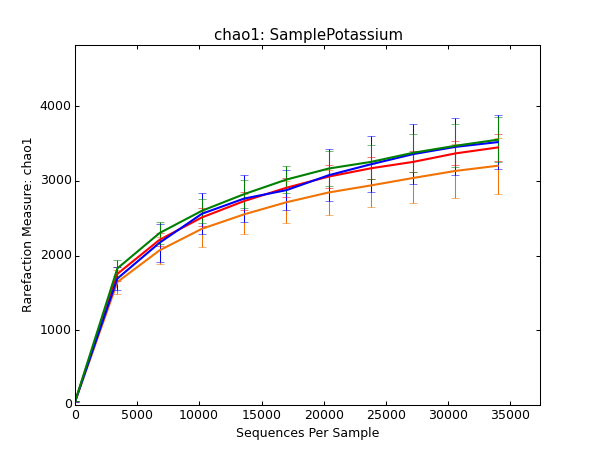 chao1: SamplePotassium
Rarefaction Measure: chao1
4000
3000
2000
1000
0
0 5000 10000 15000 20000 25000 30000 35000
Sequences Per Sample